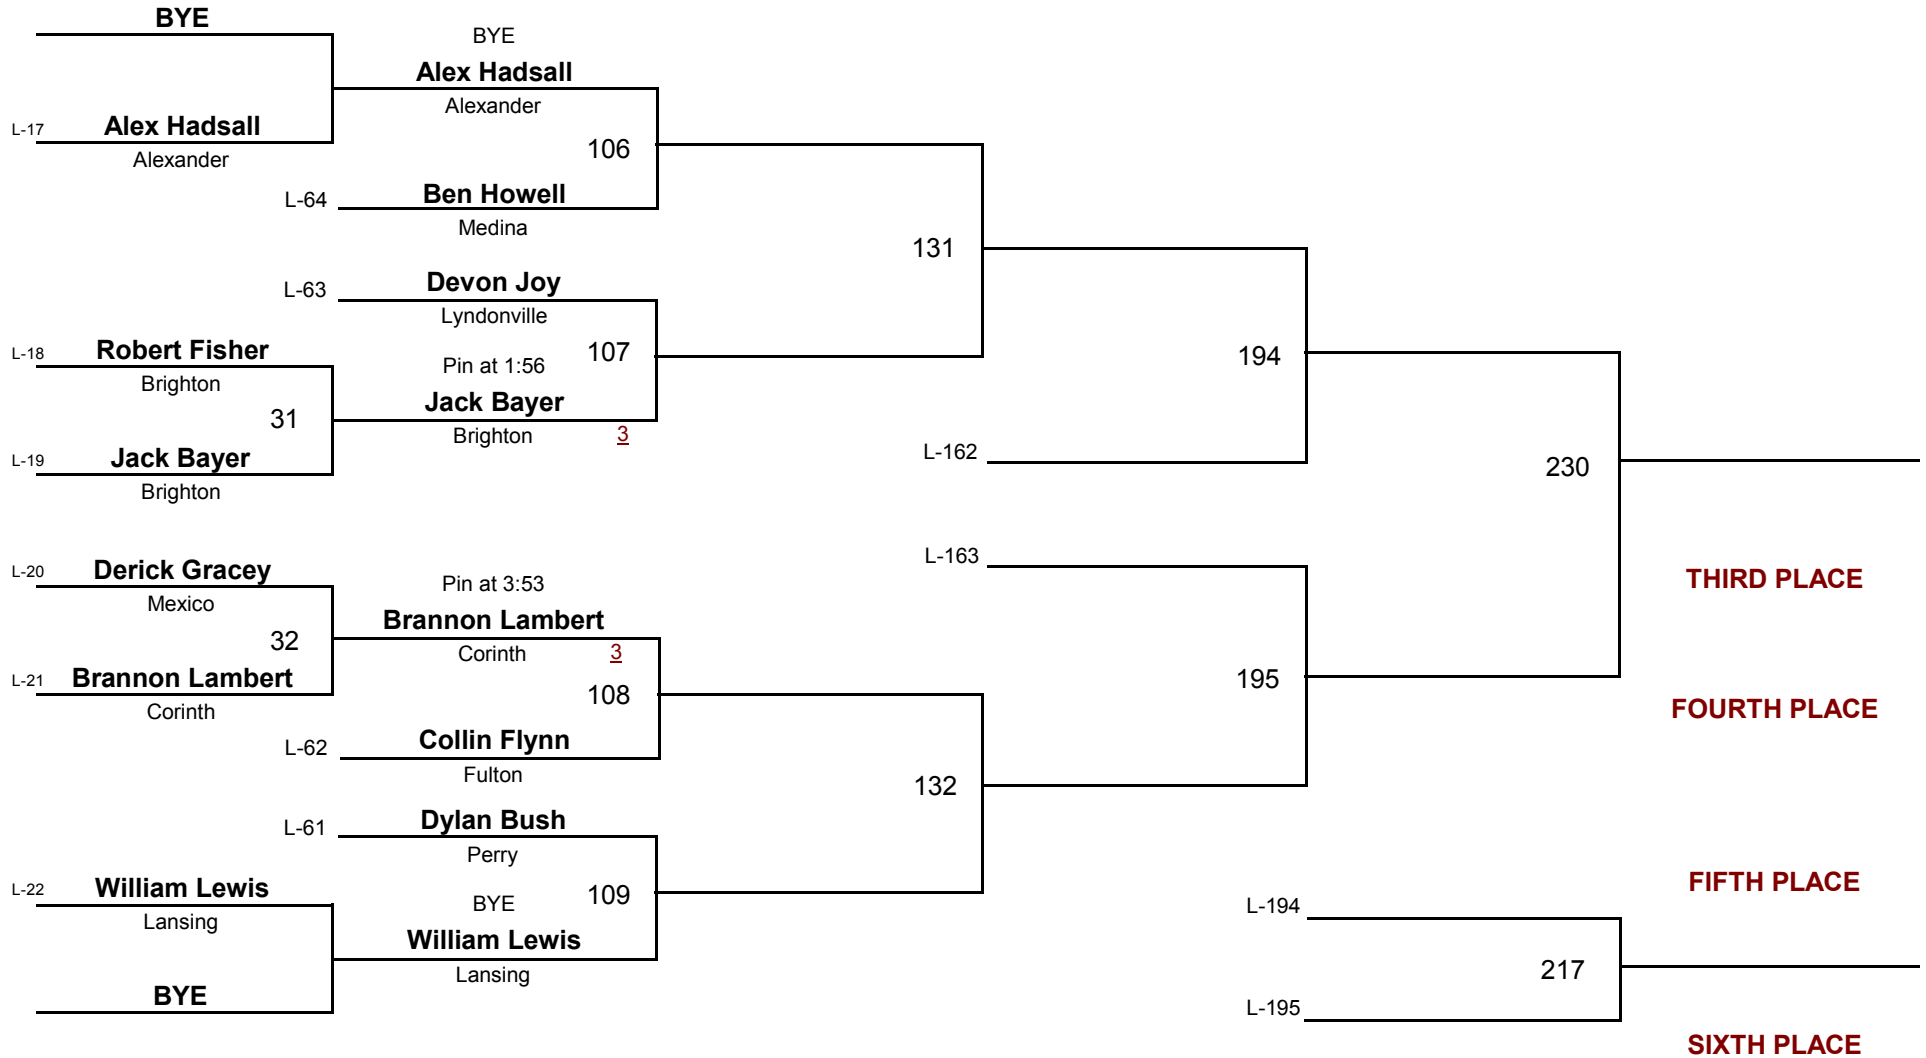 BYE
BYE
Alex Hadsall
Alexander
L-17
Alex Hadsall
Alexander
106
L-64
Ben Howell
Medina
131
L-63
Devon Joy
Lyndonville
L-18
Robert Fisher
Brighton
Pin at 1:56
107
194
31
Jack Bayer
Brighton
3
L-19
Jack Bayer
Brighton
L-162
230
L-163
L-20
Derick Gracey
Mexico
Pin at 3:53
THIRD PLACE
32
Brannon Lambert
Corinth
3
L-21
Brannon Lambert
Corinth
108
195
FOURTH PLACE
L-62
Collin Flynn
Fulton
132
L-61
Dylan Bush
Perry
L-22
William Lewis
Lansing
BYE
109
FIFTH PLACE
L-194
William Lewis
Lansing
217
BYE
L-195
SIXTH PLACE